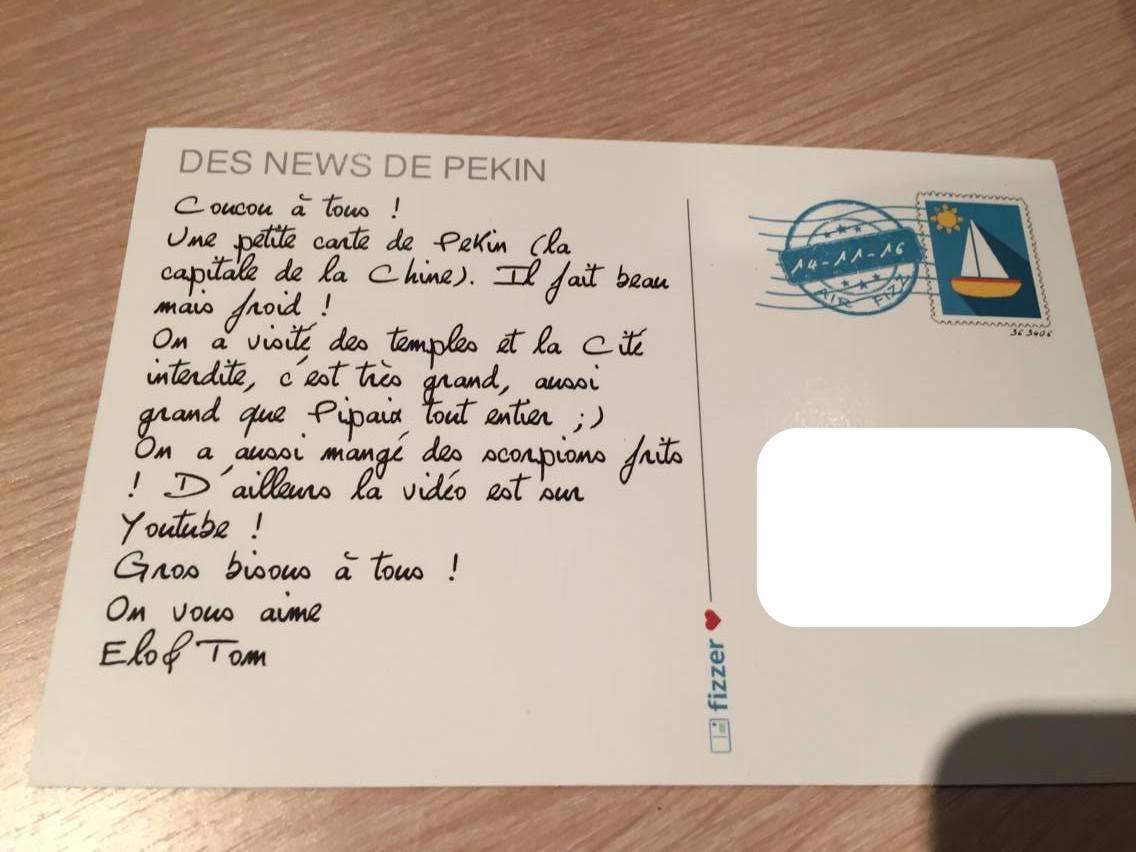 DES NEWS DE PEKIN
Coucou à tous !
Une petite carte de Pekin (la
capitale de la Chine). Il fait beau
mais froid !
On a visité des temples et la Cité
interdite, c'est très grand, aussi
grand que Pipaix tout entier ;)
On a aussi mangé des scorpions frits
! D'ailleurs la vidéo est sur
Youtube !
Gros bisous à tous !
On vous aime
Elo& Tom
14-11-16
AIR FIZZ
fizzer